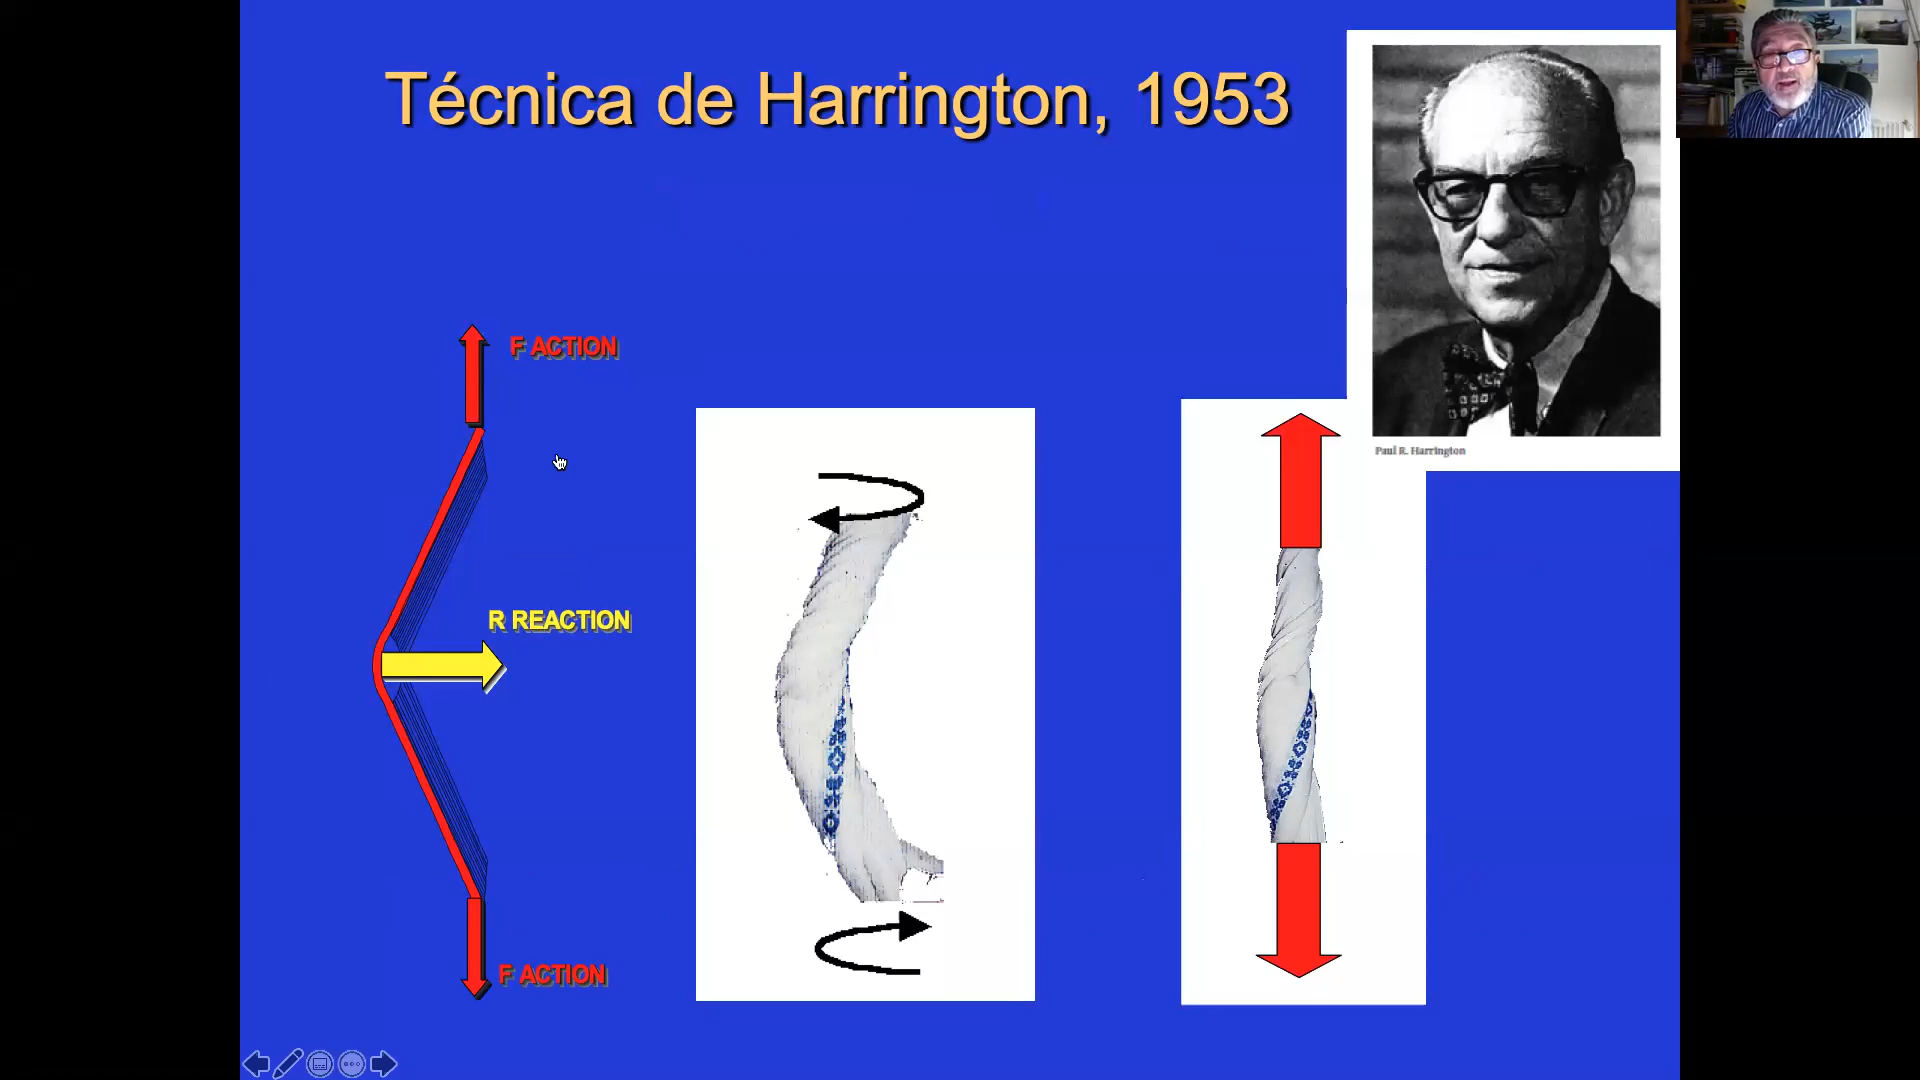 Técnica de Harrington, 1953
F ACTION
Paul R. Harrington
R REACTION
F ACTION